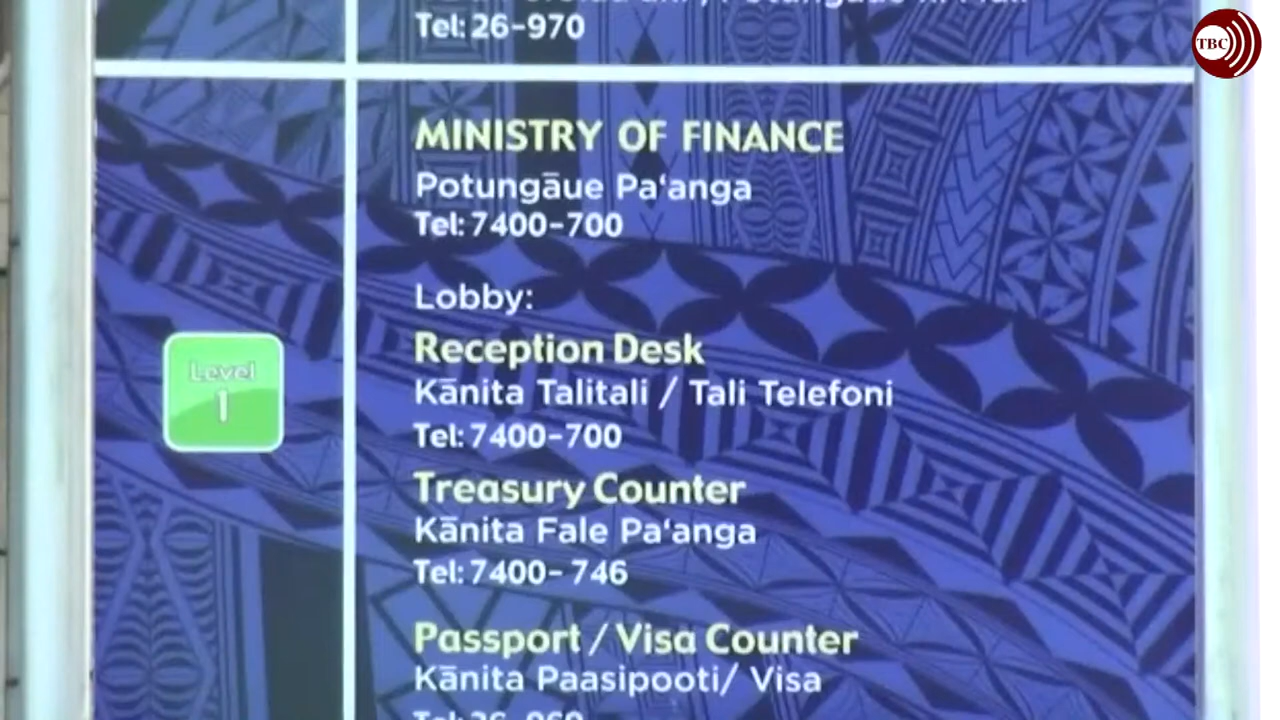 Tel: 26-970
TBC
MINISTRY OF FINANCE
Potungāue Pa‘anga
Tel: 7400-700
Lobby:
Reception Desk
Kānita Talitali / Tali Telefoni
Tel: 7400-700
Level
1
Treasury Counter
Kānita Fale Pa‘anga
Tel: 7400- 746
Passport / Visa Counter
Kānita Paasipooti/ Visa